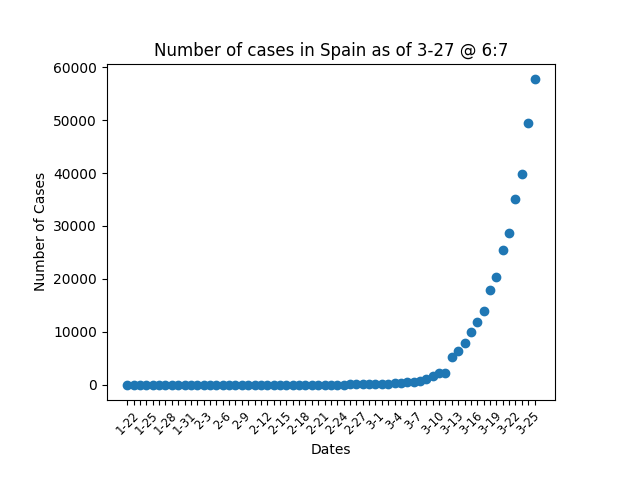 Number of cases in Spain as of 3-27 @ 6:7
60000
50000
40000
30000
20000
10000
0
Number of Cases
1-22 1-25 1-28 1-31 2-3 2-6 2-9 2-12 2-15 2-18 2-21 2-24 2-27 3-1 3-4 3-7 3-10 3-13 3-16 3-19 3-22 3-25
Dates